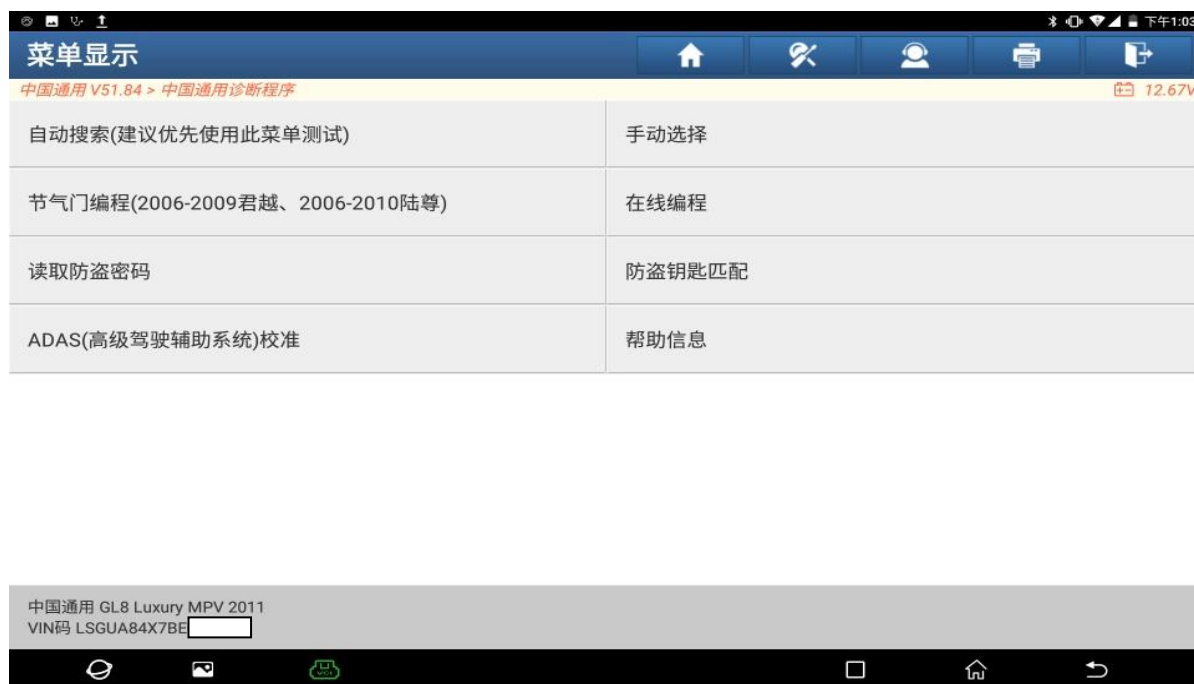 下午1:03
菜单显示
中国通用 V51.84 > 中国通用诊断程序
12.67V
自动搜索(建议优先使用此菜单测试)
手动选择
节气门编程(2006-2009君越、2006-2010陆尊)
在线编程
读取防盗密码
防盗钥匙匹配
ADAS(高级驾驶辅助系统)校准
帮助信息
中国通用 GL8 Luxury MPV 2011
VIN码 LSGUA84X7BE
VCI